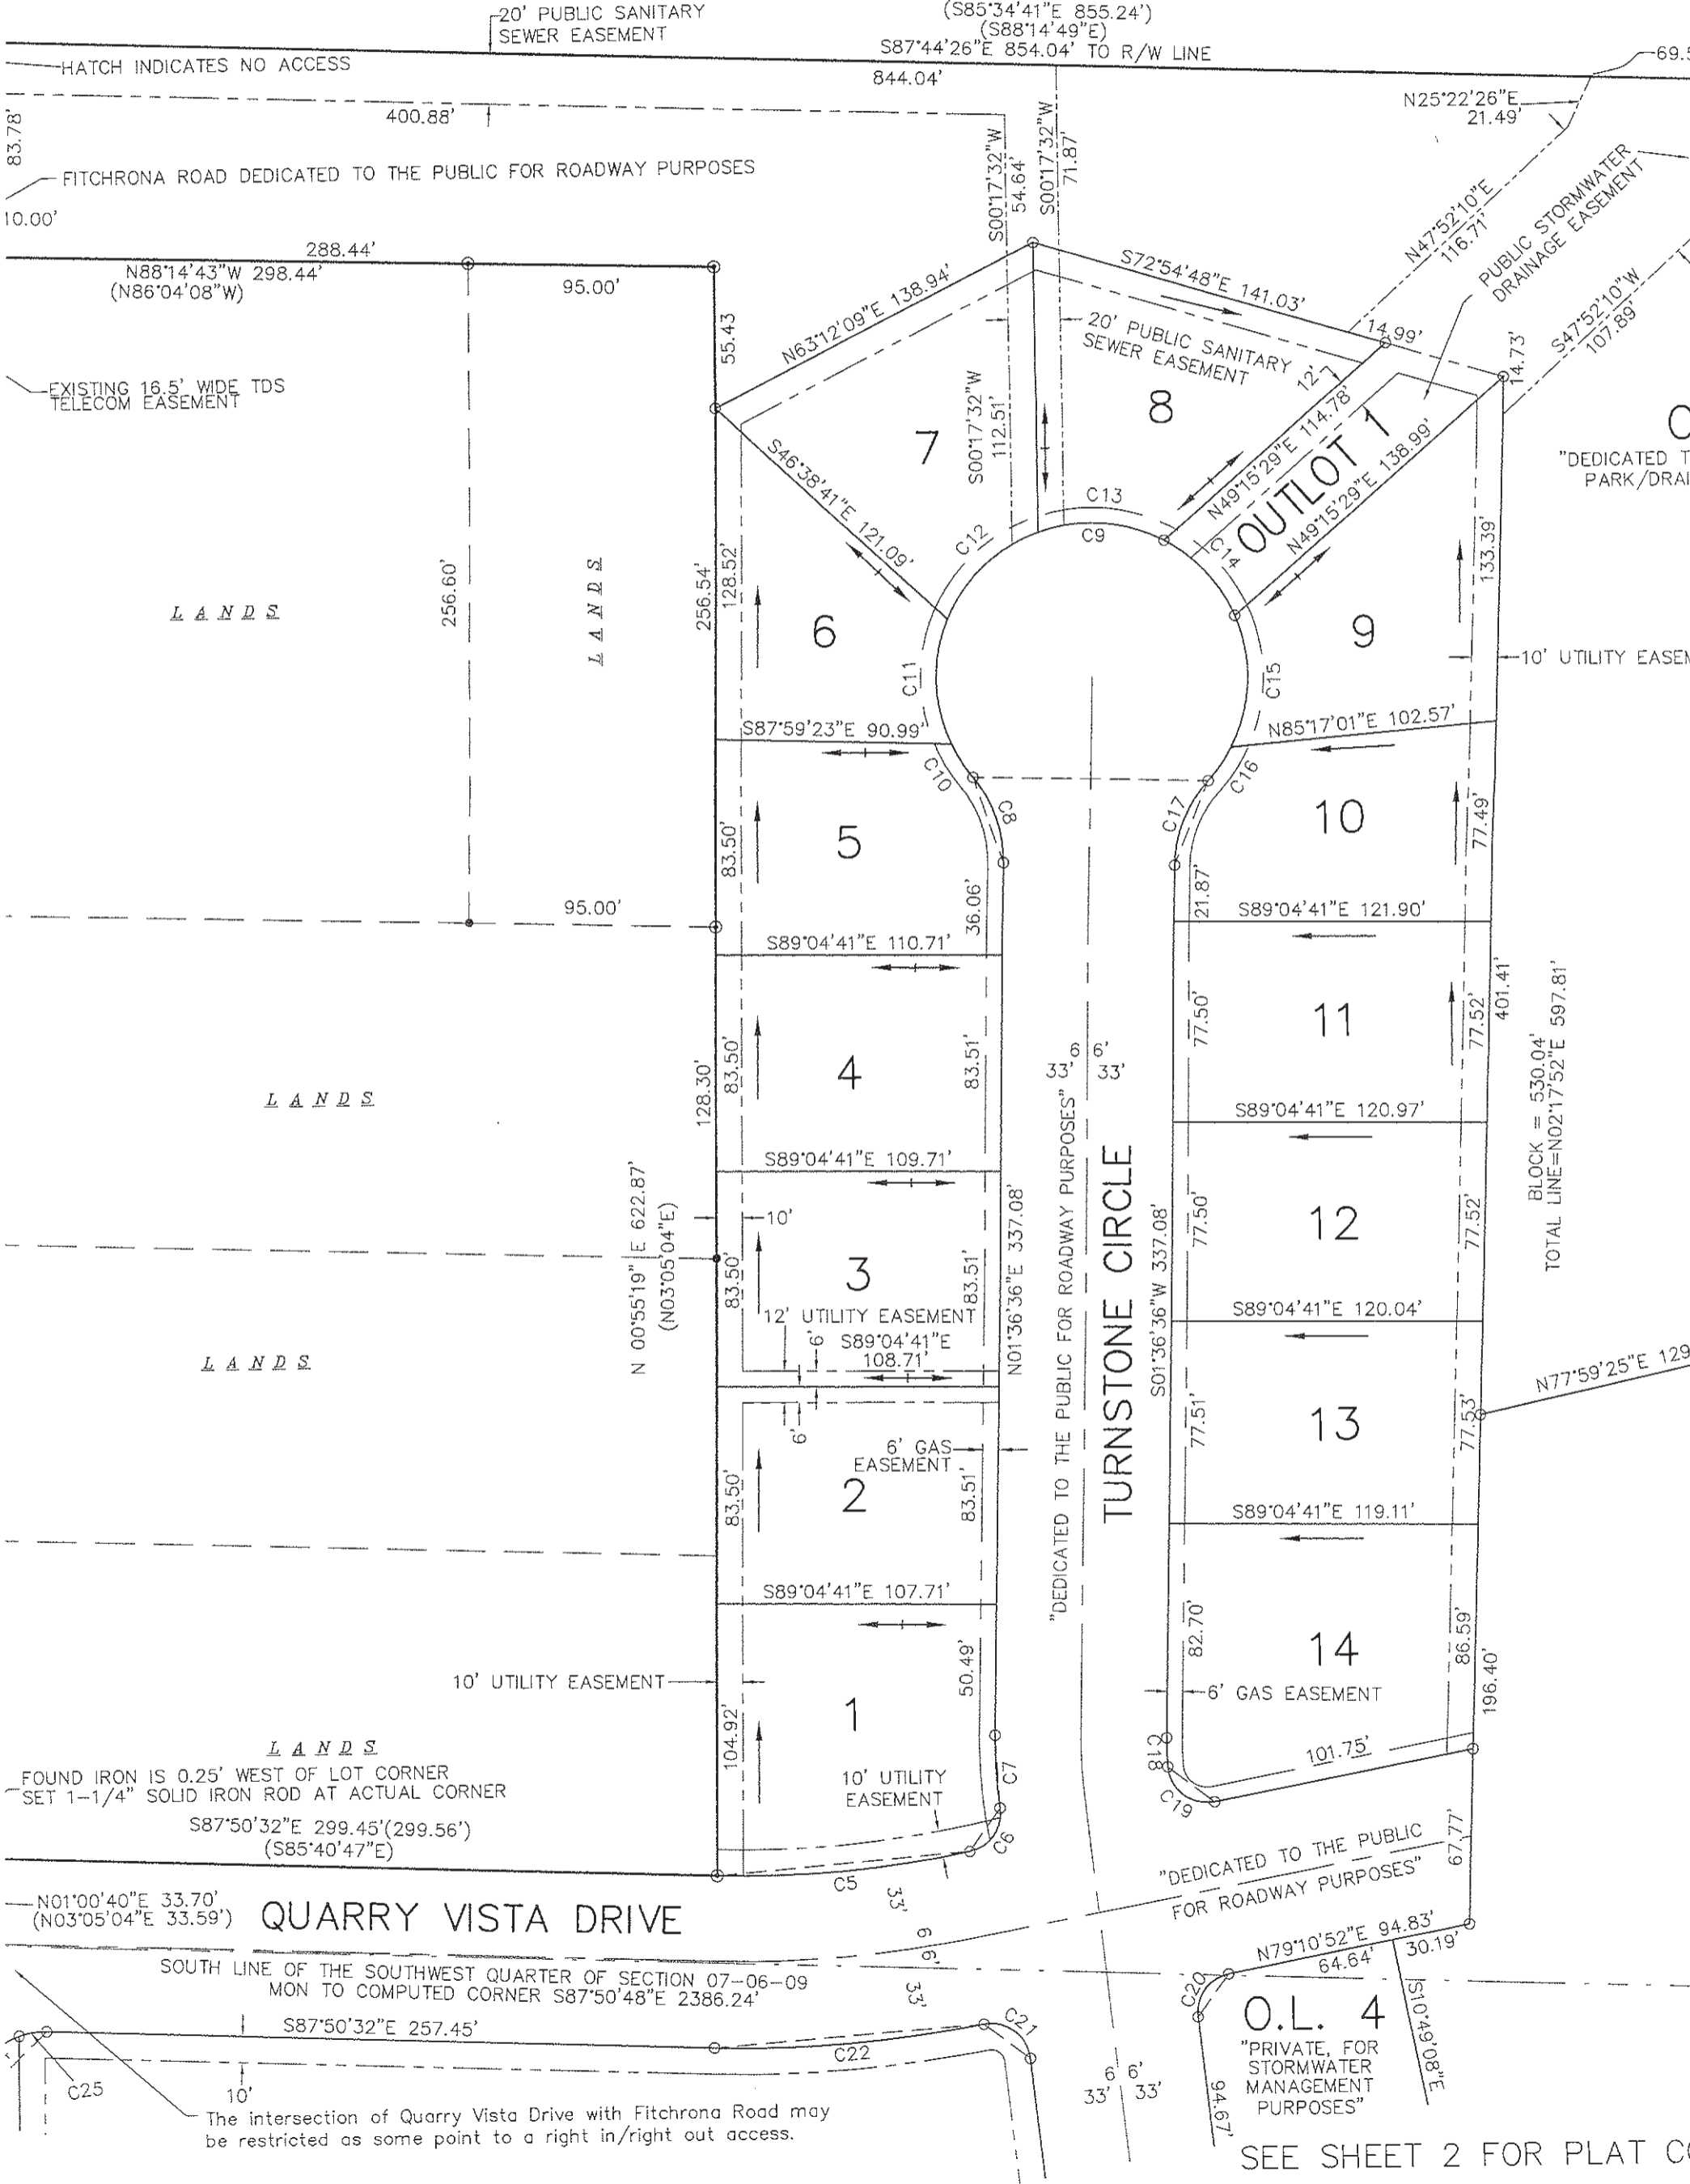 20' PUBLIC SANITARY
SEWER EASEMENT
(S85°34'41"E 855.24')
(S88°14'49"E)
S87°44'26"E 854.04' TO R/W LINE
844.04'
HATCH INDICATES NO ACCESS
400.88'
83.78'
FITCHRONA ROAD DEDICATED TO THE PUBLIC FOR ROADWAY PURPOSES
10.00'
288.44'
N88°14'43"W 298.44'
(N86°04'08"W)
95.00'
EXISTING 16.5' WIDE TDS
TELECOM EASEMENT
S00°17'32"W
54.64'
S00°17'32"W
71.87'
N25°22'26"E
21.49'
N47°52'10"E
116.71'
PUBLIC STORMWATER
DRAINAGE EASEMENT
S47°52'10"W
107.89'
S72°54'48"E 141.03'
14.99'
14.73'
N63°12'09"E 138.94'
55.43
20' PUBLIC SANITARY
SEWER EASEMENT
12'
7
8
S00°17'32"W
112.51'
N49°15'29"E 114.78'
OUTLOT 1
N49°15'29"E 138.99'
"DEDICATED T
PARK/DRAI
S46°38'41"E 121.09'
C12
C13
C9
C14
133.39'
256.60'
LANDS
LANDS
256.54'
128.52'
6
9
C11
C15
10' UTILITY EASEM
S87°59'23"E 90.99'
N85°17'01"E 102.57'
C10
C8
C16
C17
5
10
83.50'
36.06'
21.87'
77.49'
95.00'
S89°04'41"E 121.90'
S89°04'41"E 110.71'
11
4
83.50'
83.51'
77.50'
77.52'
401.41'
6' 6'
33' 33'
128.30'
LANDS
BLOCK = 530.04'
TOTAL LINE=N02°17'52"E 597.81'
S89°04'41"E 120.97'
S89°04'41"E 109.71'
N 00°55'19" E 622.87'
(N03°05'04"E)
10'
3
83.50'
83.51'
N01°36'36"E 337.08'
"DEDICATED TO THE PUBLIC FOR ROADWAY PURPOSES"
TURNSTONE CIRCLE
S01°36'36"W 337.08'
77.50'
12
77.52'
12' UTILITY EASEMENT
6'
S89°04'41"E
108.71'
S89°04'41"E 120.04'
LANDS
N77°59'25"E 129
6'
6' GAS
EASEMENT
2
83.50'
83.51'
77.51'
13
77.53'
S89°04'41"E 119.11'
S89°04'41"E 107.71'
10' UTILITY EASEMENT
1
104.92'
50.49'
82.70'
14
86.59'
196.40'
6' GAS EASEMENT
LANDS
FOUND IRON IS 0.25' WEST OF LOT CORNER
SET 1-1/4" SOLID IRON ROD AT ACTUAL CORNER
10' UTILITY
EASEMENT
C7
C18
101.75'
C19
S87°50'32"E 299.45'(299.56')
(S85°40'47"E)
C6
C5
"DEDICATED TO THE PUBLIC
FOR ROADWAY PURPOSES"
67.77'
N01°00'40"E 33.70'
(N03°05'04"E 33.59')
QUARRY VISTA DRIVE
33'
6'
6'
33'
N79°10'52"E 94.83'
64.64'
30.19'
SOUTH LINE OF THE SOUTHWEST QUARTER OF SECTION 07-06-09
MON TO COMPUTED CORNER S87°50'48"E 2386.24'
S87°50'32"E 257.45'
C21
C22
C20
O.L. 4
"PRIVATE, FOR
STORMWATER
MANAGEMENT
PURPOSES"
S10°49'08"E
94.67'
C25
10'
6' 6'
33' 33'
The intersection of Quarry Vista Drive with Fitchrona Road may
be restricted as some point to a right in/right out access.
SEE SHEET 2 FOR PLAT